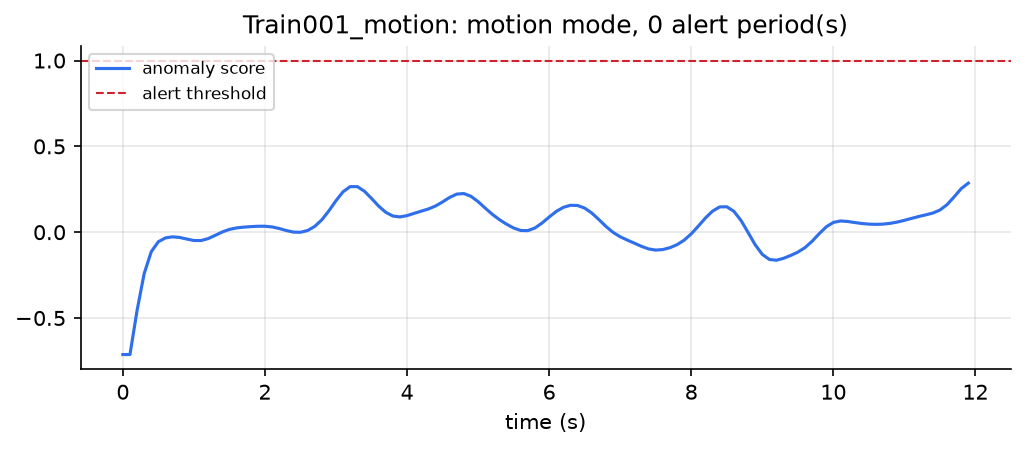 Train001_motion: motion mode, 0 alert period(s)
1.0
0.5
0.0
−0.5
anomaly score
alert threshold
0 2 4 6 8 10 12
time (s)